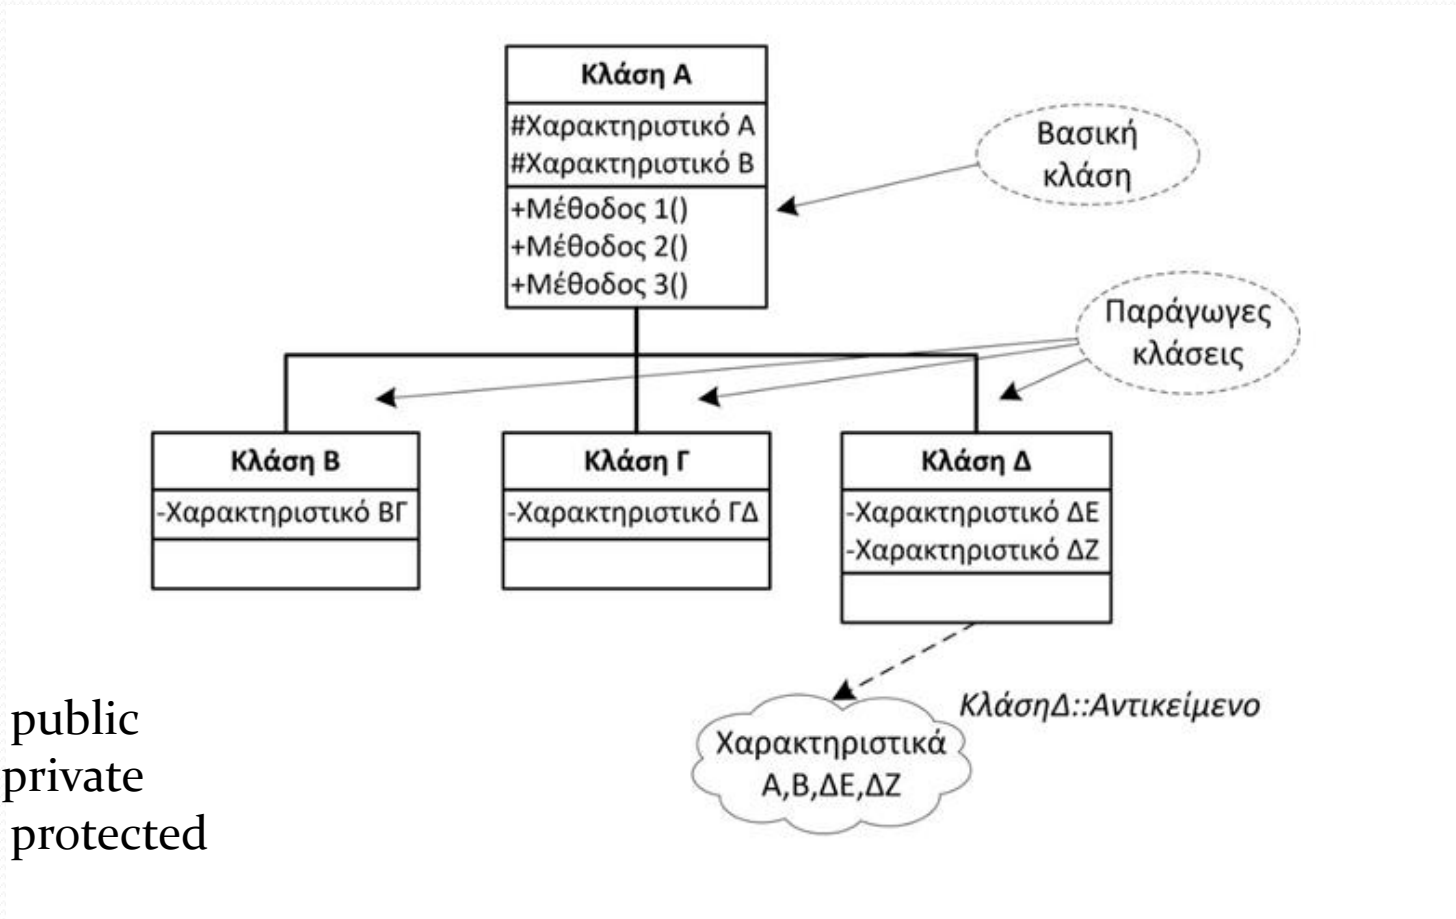 Κλάση Α
#Χαρακτηριστικό Α
#Χαρακτηριστικό Β
+Μέθοδος 1()
+Μέθοδος 2()
+Μέθοδος 3()
Βασική
κλάση
Παράγωγες
κλάσεις
Κλάση Β
-Χαρακτηριστικό ΒΓ
Κλάση Γ
-Χαρακτηριστικό ΓΔ
Κλάση Δ
-Χαρακτηριστικό ΔΕ
-Χαρακτηριστικό ΔΖ
ΚλάσηΔ::Αντικείμενο
Χαρακτηριστικά
Α,Β,ΔΕ,ΔΖ
public
private
protected